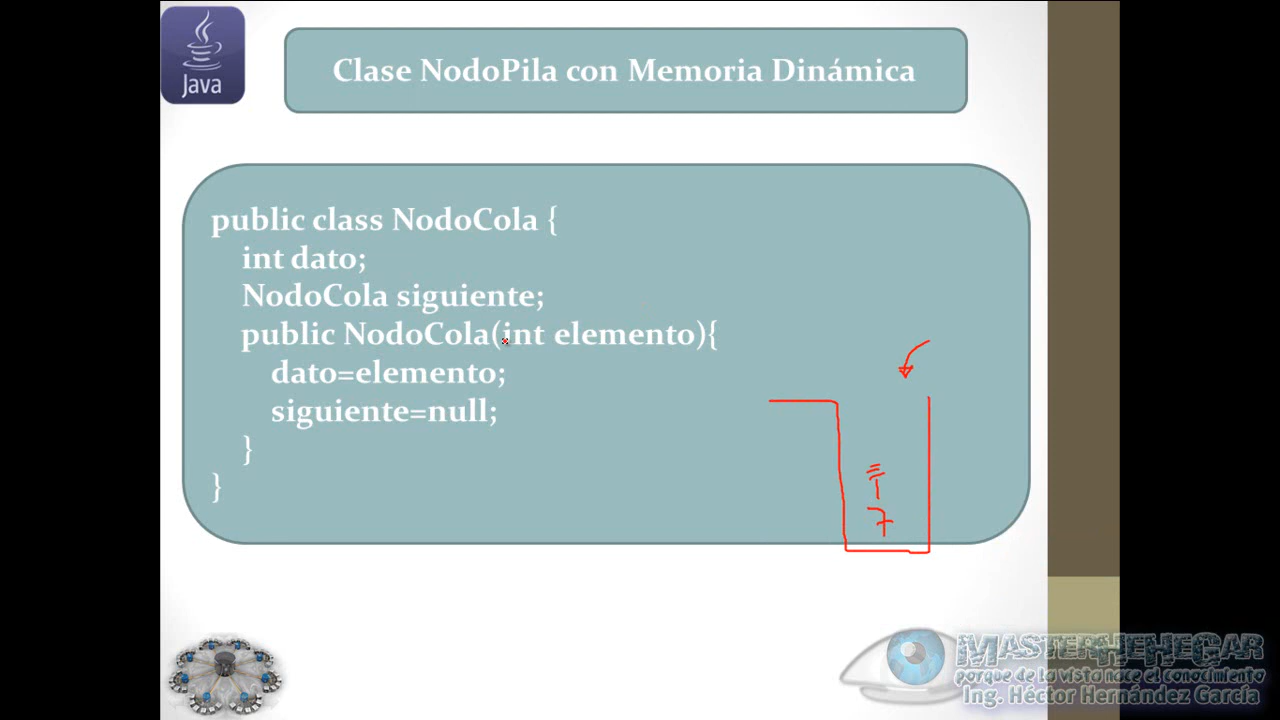 Java
Clase NodoPila con Memoria Dinámica
public class NodoCola {
int dato;
NodoCola siguiente;
public NodoCola(int elemento){
dato=elemento;
siguiente=null;
}
}
7
MASTERHEHEGAR
porque de la vista nace el conocimiento
Ing. Héctor Hernández García